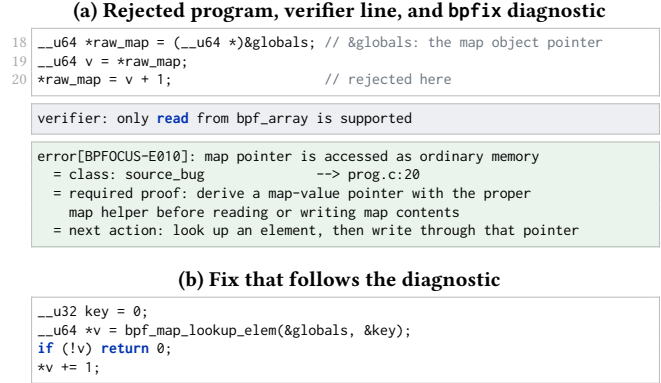 (a) Rejected program, verifier line, and bpfix diagnostic
18 __u64 *raw_map = (__u64 *)&globals; // &globals: the map object pointer
19 __u64 v = *raw_map;
20 *raw_map = v + 1; // rejected here
verifier: only read from bpf_array is supported
error[BPFOCUS-E010]: map pointer is accessed as ordinary memory
= class: source_bug --> prog.c:20
= required proof: derive a map-value pointer with the proper
map helper before reading or writing map contents
= next action: look up an element, then write through that pointer
(b) Fix that follows the diagnostic
__u32 key = 0;
__u64 *v = bpf_map_lookup_elem(&globals, &key);
if (!v) return 0;
*v += 1;